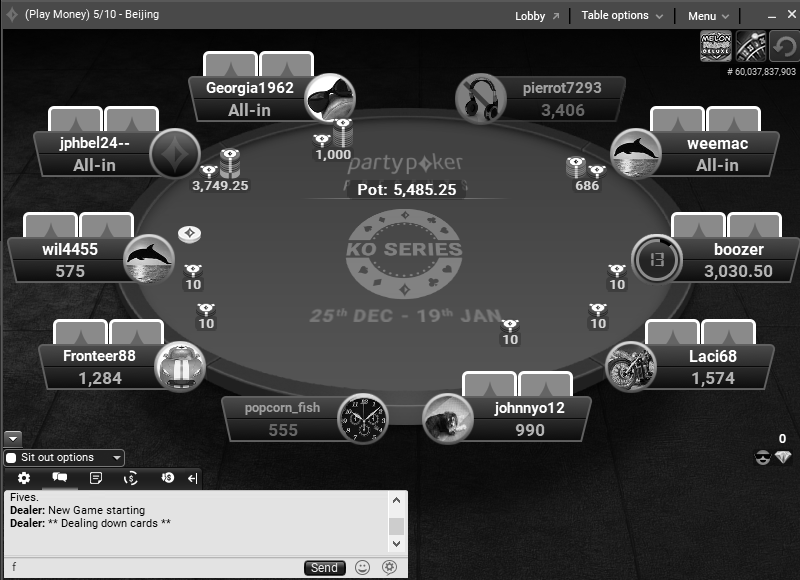 (Play Money) 5/10 - Beijing
Lobby
Table options
Menu
MELON
DELUXE
# 60,037,837,903
Georgia1962
All-in
pierrot7293
3,406
jphbel24--
All-in
weemac
All-in
1,000
partypoker
3,749.25
Pot: 5,485.25
686
wil4455
575
KO SERIES
13
boozer
3,030.50
10
10
10
10
10
25th DEC - 19th JAN
Fronteer88
1,284
Laci68
1,574
popcorn_fish
555
johnnyo12
990
0
Sit out options
Fives.
Dealer: New Game starting
Dealer: ** Dealing down cards **
f
Send